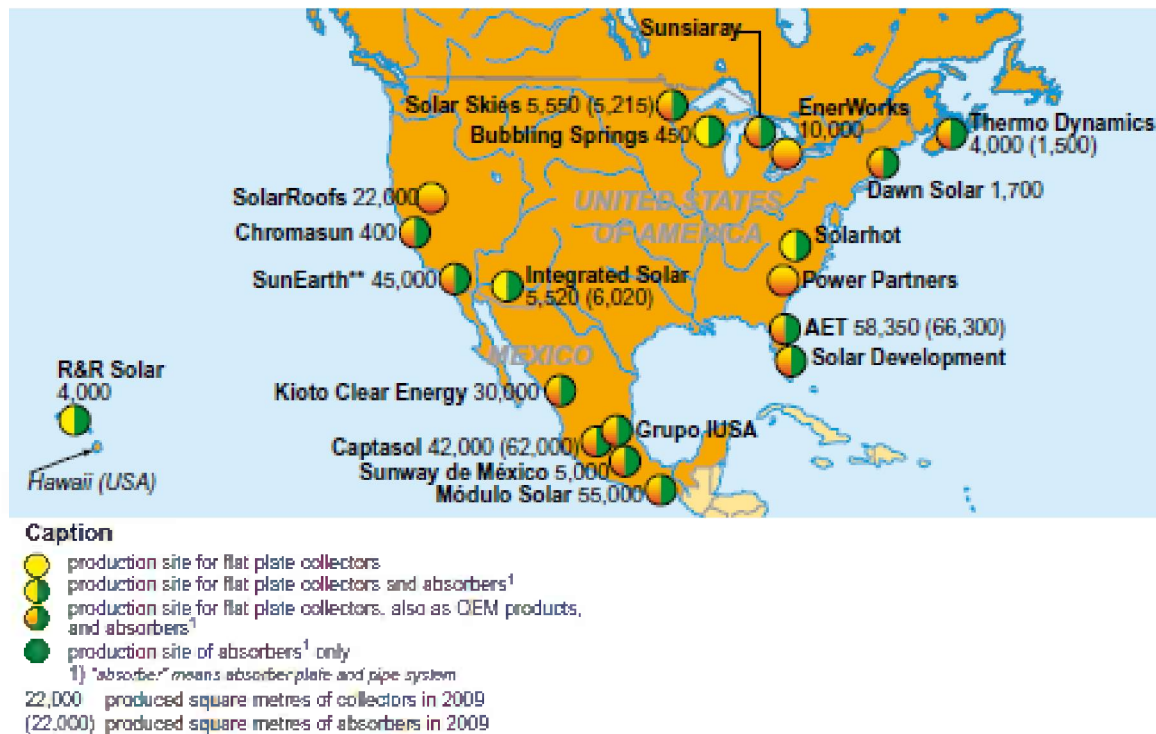 Sunsiaray
Solar Skies 5,550 (5,215)
EnerWorks
10,000
Bubbling Springs 450
Thermo Dynamics
4,000 (1,500)
Dawn Solar 1,700
SolarRoofs 22,000
UNITED STATES
OF AMERICA
Chromasun 400
Solarhot
SunEarth** 45,000
Integrated Solar
5,520 (6,020)
Power Partners
AET 58,350 (66,300)
MEXICO
Solar Development
R&R Solar
4,000
Kioto Clear Energy 30,000
Grupo IUSA
Captasol 42,000 (62,000)
Sunway de México 5,000
Hawaii (USA)
Módulo Solar 55,000
Caption
production site for flat plate collectors
production site for flat plate collectors and absorbers¹
production site for flat plate collectors, also as OEM products,
and absorbers¹
production site of absorbers¹ only
1) "absorber" means absorber plate and pipe system
22,000 produced square metres of collectors in 2009
(22,000) produced square metres of absorbers in 2009